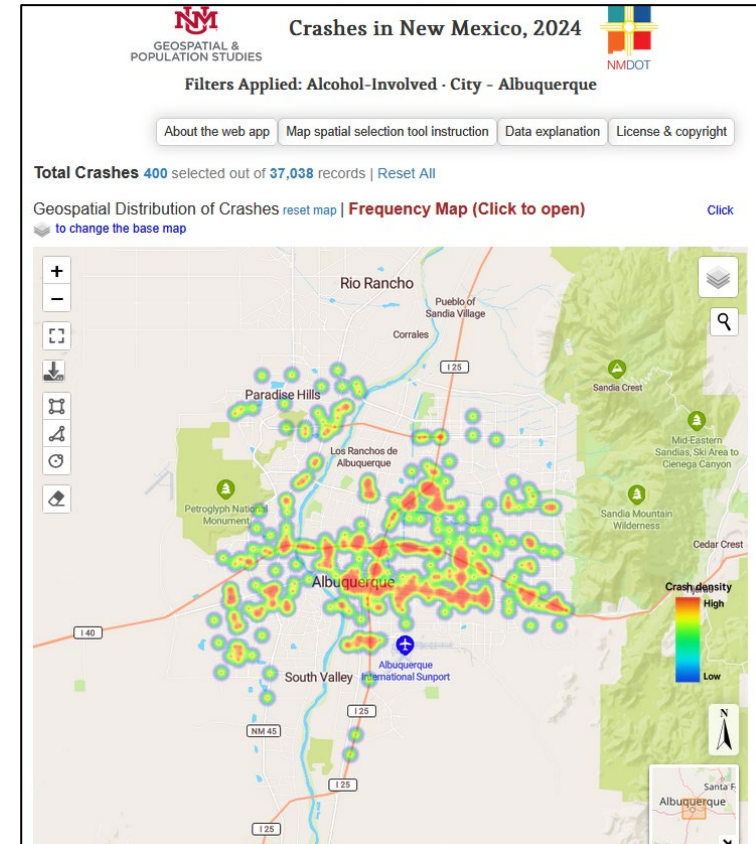 NM
GEOSPATIAL &
POPULATION STUDIES
Crashes in New Mexico, 2024
NMDOT
Filters Applied: Alcohol-Involved · City - Albuquerque
About the web app
Map spatial selection tool instruction
Data explanation
License & copyright
Total Crashes 400 selected out of 37,038 records | Reset All
Geospatial Distribution of Crashes reset map | Frequency Map (Click to open) Click
to change the base map
+
−
Rio Rancho
Pueblo of
Sandia Village
Corrales
I 25
Sandia Crest
Paradise Hills
Mid-Eastern
Sandias, Ski Area to
Cienega Canyon
Los Ranchos de
Albuquerque
Petroglyph National
Monument
Sandia Mountain
Wilderness
Cedar Crest
Albuquerque
Crash density
High
Low
I 40
Albuquerque
International Sunport
South Valley
I 25
NM 45
N
I 25
Santa F
Albuquerque
I 25